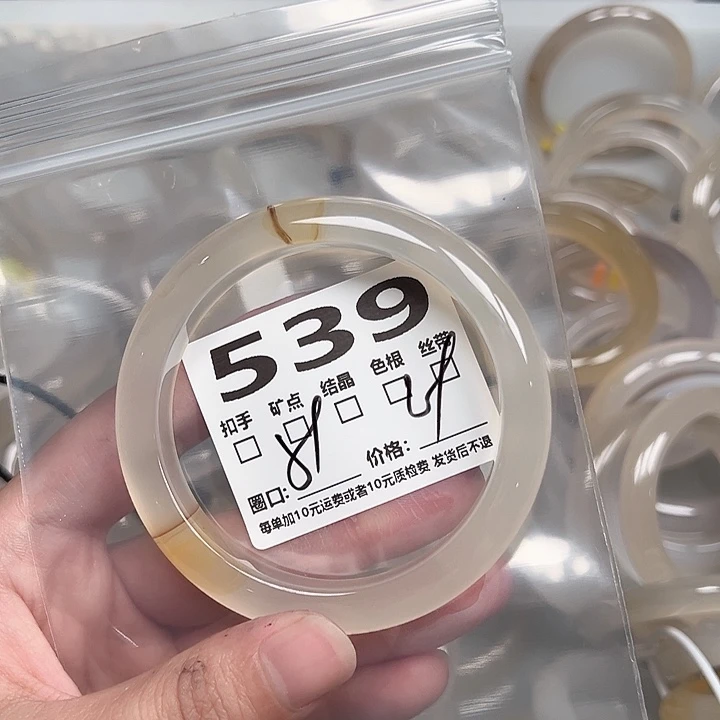 539
扣手 矿点 结晶 色根 丝带
圈口: 价格:
每单加10元运费或者10元质检费 发货后不退